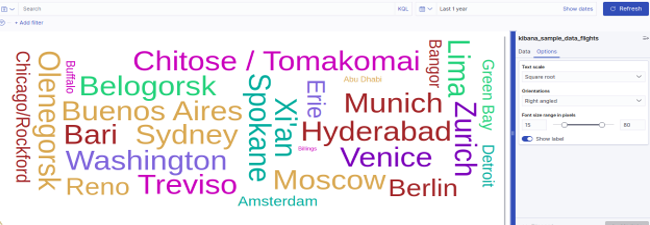 Search
KQL
Last 1 year
Show dates
Refresh
+ Add filter
Chicago/Rockford
Olenegorsk
Buffalo
Chitose / Tomakomai
Belogorsk
Buenos Aires
Bari
Sydney
Washington
Reno
Treviso
Spokane
Xi'an
Erie
Abu Dhabi
Munich
Hyderabad
Billings
Venice
Moscow
Berlin
Amsterdam
Bangor
Lima
Zurich
Green Bay
Detroit
kibana_sample_data_flights
Data
Options
Text scale
Square root
Orientations
Right angled
Font size range in pixels
15
60
Show label